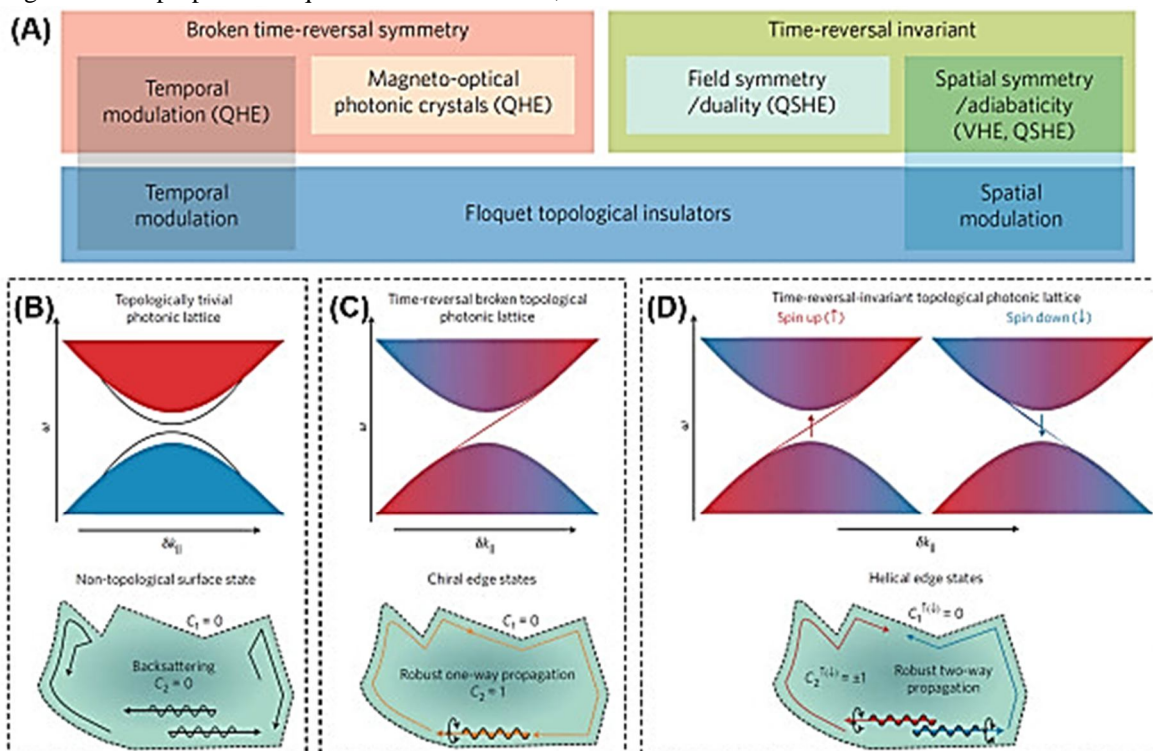 (A)
Broken time-reversal symmetry
Time-reversal invariant
Temporal
modulation (QHE)
Magneto-optical
photonic crystals (QHE)
Field symmetry
/duality (QSHE)
Spatial symmetry
/adiabaticity
(VHE, QSHE)
Temporal
modulation
Floquet topological insulators
Spatial
modulation
(B)
Topologically trivial
photonic lattice
ω
δk||
Non-topological surface state
C₁ = 0
Backsattering
C₂ = 0
(C)
Time-reversal broken topological
photonic lattice
ω
δk||
Chiral edge states
C₁ = 0
Robust one-way propagation
C₂ = 1
(D)
Time-reversal-invariant topological photonic lattice
Spin up (↑)
Spin down (↓)
ω
δk||
Helical edge states
C₁↑(↓) = 0
C₂↑(↓) = ±1
Robust two-way
propagation